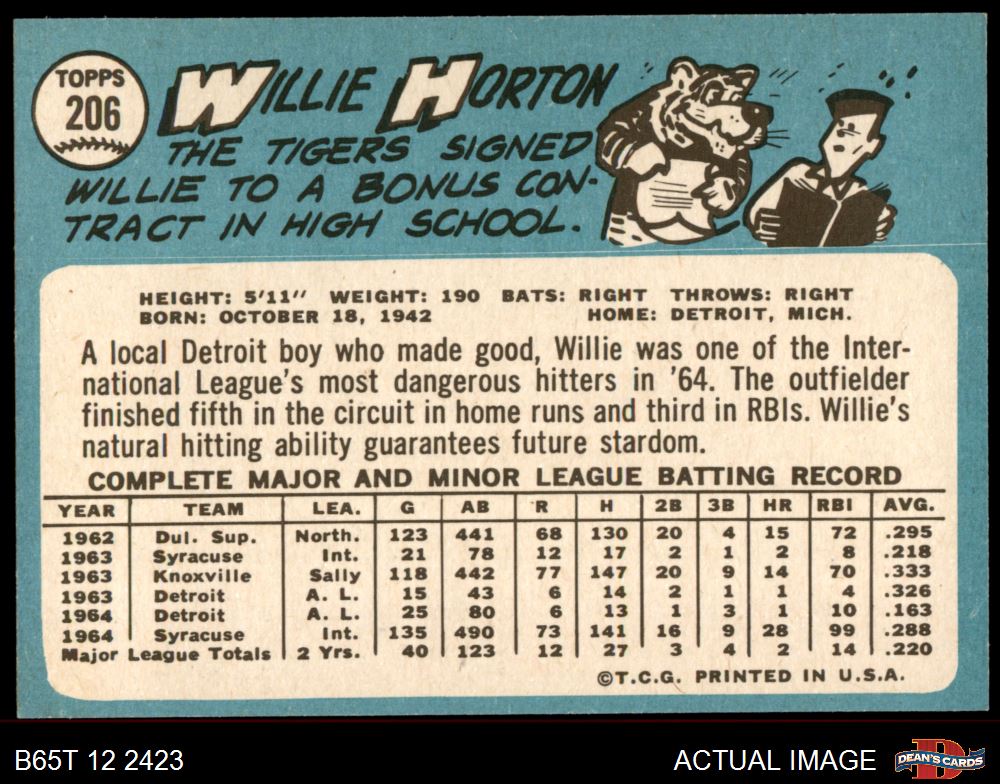 TOPPS
206
WILLIE HORTON
THE TIGERS SIGNED
WILLIE TO A BONUS CON-
TRACT IN HIGH SCHOOL.
HEIGHT: 5'11" WEIGHT: 190 BATS: RIGHT THROWS: RIGHT
BORN: OCTOBER 18, 1942 HOME: DETROIT, MICH.
A local Detroit boy who made good, Willie was one of the Inter-
national League's most dangerous hitters in '64. The outfielder
finished fifth in the circuit in home runs and third in RBIs. Willie's
natural hitting ability guarantees future stardom.
COMPLETE MAJOR AND MINOR LEAGUE BATTING RECORD
YEAR TEAM LEA. G AB R H 2B 3B HR RBI AVG.
1962 Dul. Sup. North. 123 441 68 130 20 4 15 72 .295
1963 Syracuse Int. 21 78 12 17 2 1 2 8 .218
1963 Knoxville Sally 118 442 77 147 20 9 14 70 .333
1963 Detroit A. L. 15 43 6 14 2 1 1 4 .326
1964 Detroit A. L. 25 80 6 13 1 3 1 10 .163
1964 Syracuse Int. 135 490 73 141 16 9 28 99 .288
Major League Totals 2 Yrs. 40 123 12 27 3 4 2 14 .220
©T.C.G. PRINTED IN U.S.A.
B65T 12 2423 ACTUAL IMAGE DEAN'S CARDS